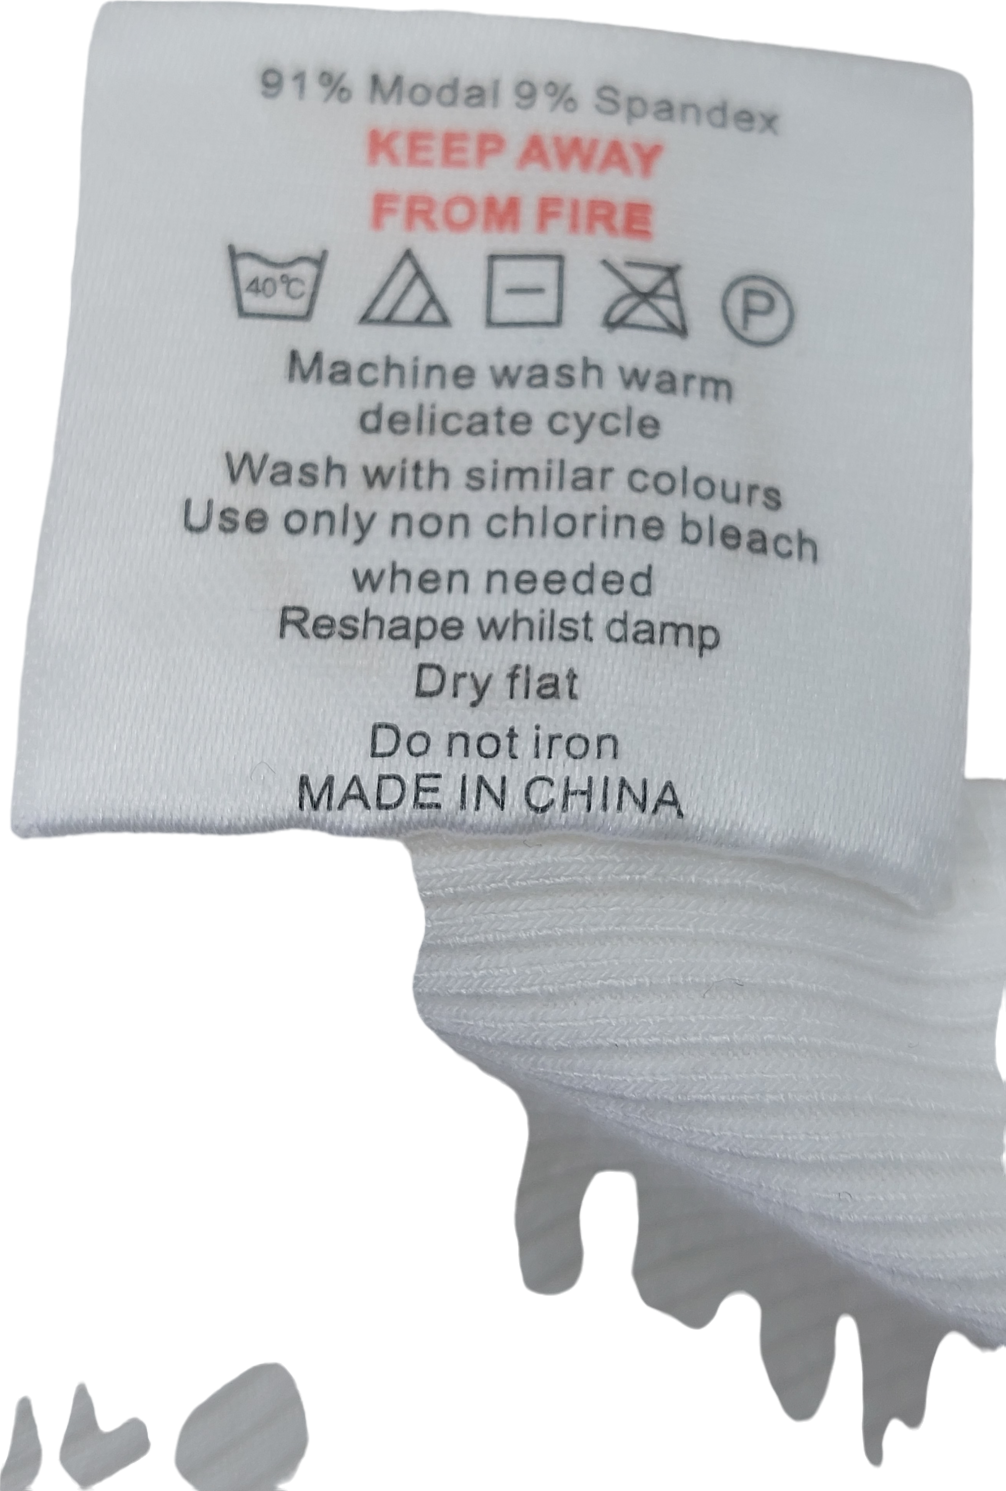 91% Modal 9% Spandex
KEEP AWAY
FROM FIRE
40°C P
Machine wash warm
delicate cycle
Wash with similar colours
Use only non chlorine bleach
when needed
Reshape whilst damp
Dry flat
Do not iron
MADE IN CHINA